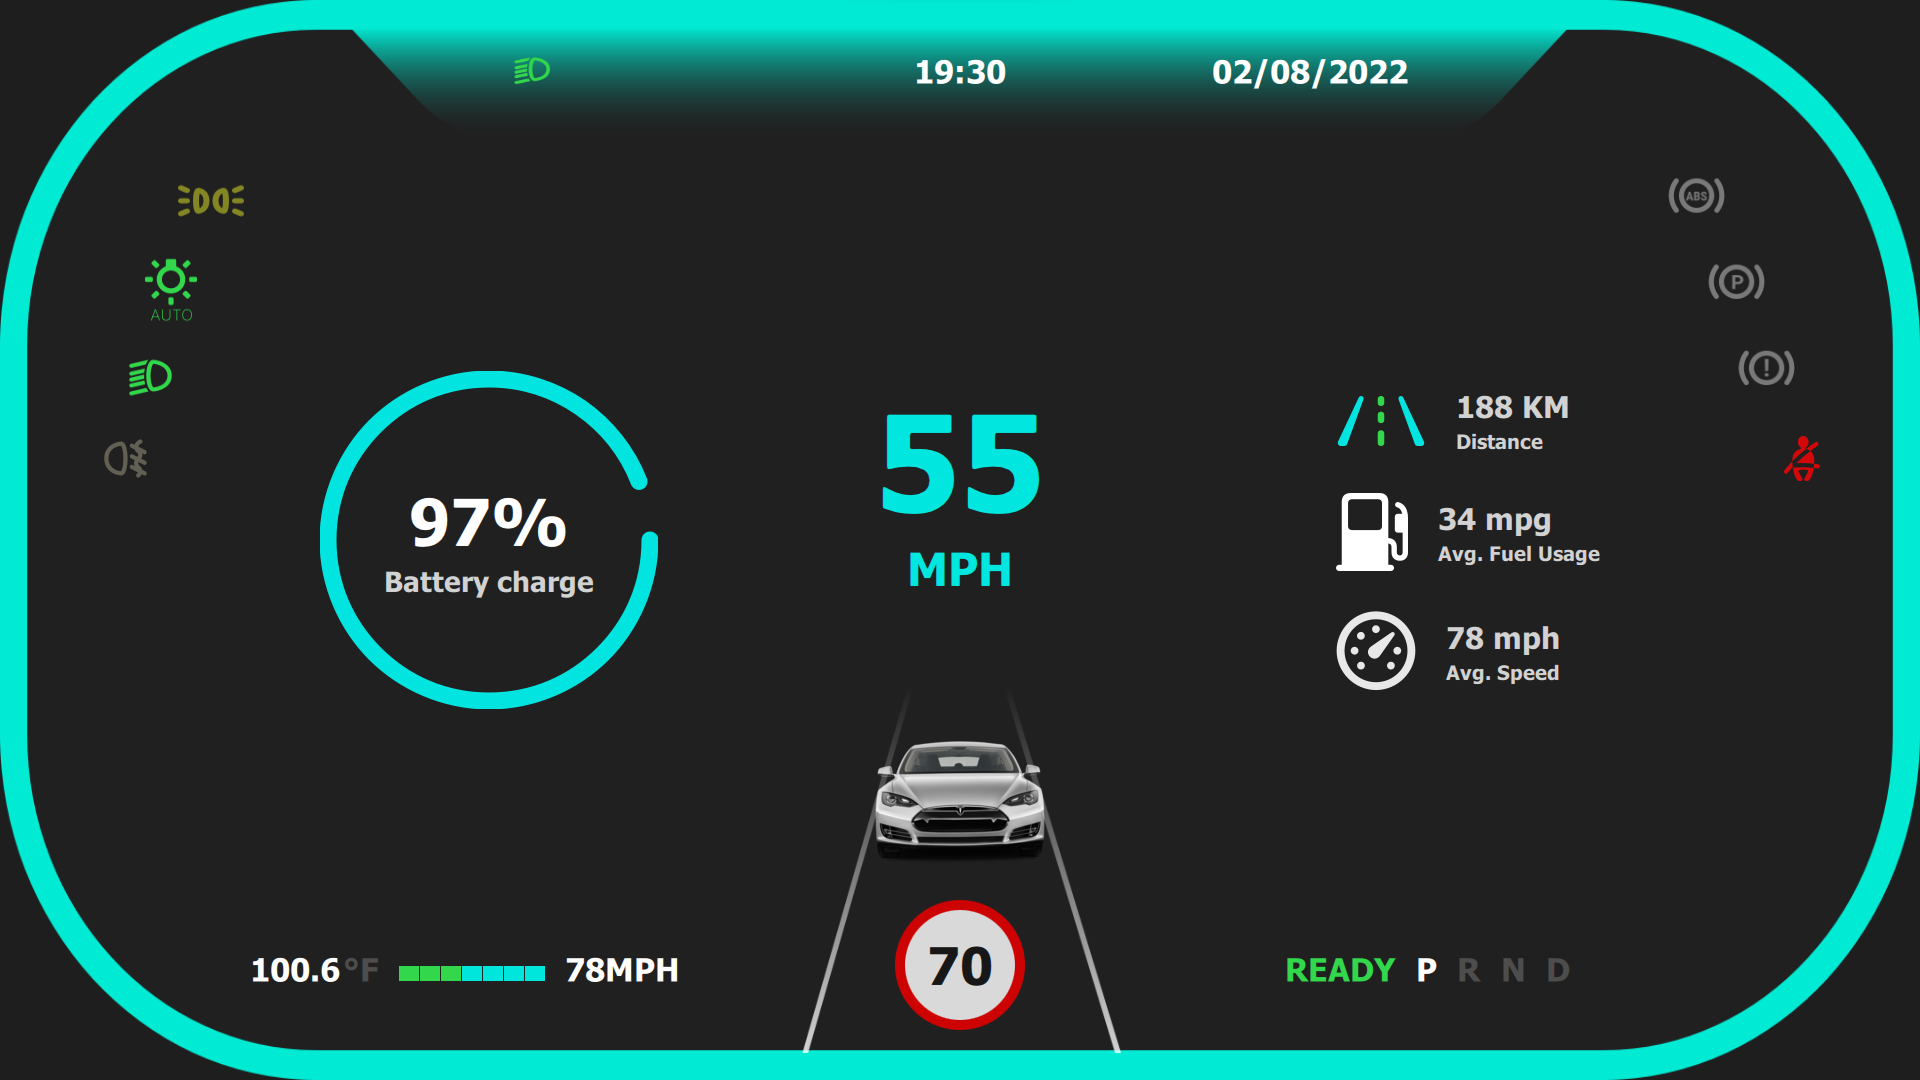 19:30
02/08/2022
ABS
P
AUTO
!
97%
Battery charge
55
MPH
188 KM
Distance
34 mpg
Avg. Fuel Usage
78 mph
Avg. Speed
100.6 °F
78MPH
70
READY P R N D